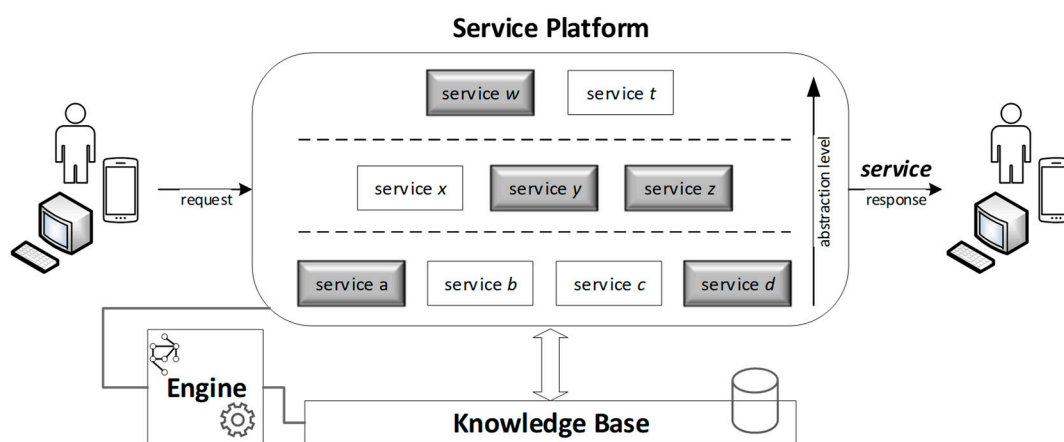 Service Platform
service w
service t
service x
service y
service z
service a
service b
service c
service d
abstraction level
request
service
response
Engine
Knowledge Base